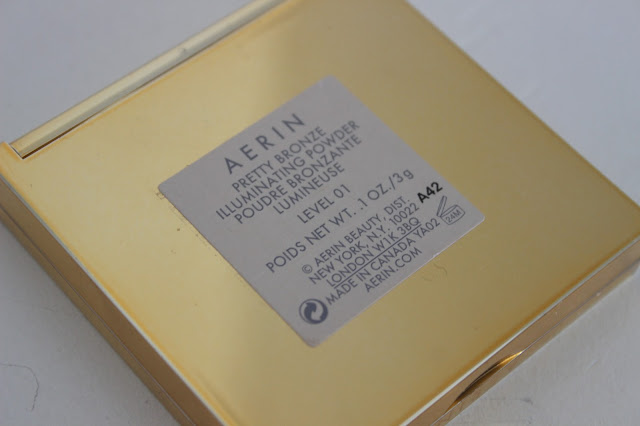 AERIN
PRETTY BRONZE
ILLUMINATING POWDER
POUDRE BRONZANTE
LUMINEUSE
LEVEL 01
POIDS NET WT. .1 OZ./3g
© AERIN BEAUTY, DIST.
NEW YORK, N.Y. 10022
LONDON W1K 3BQ
MADE IN CANADA YA02
AERIN.COM
A42
24M